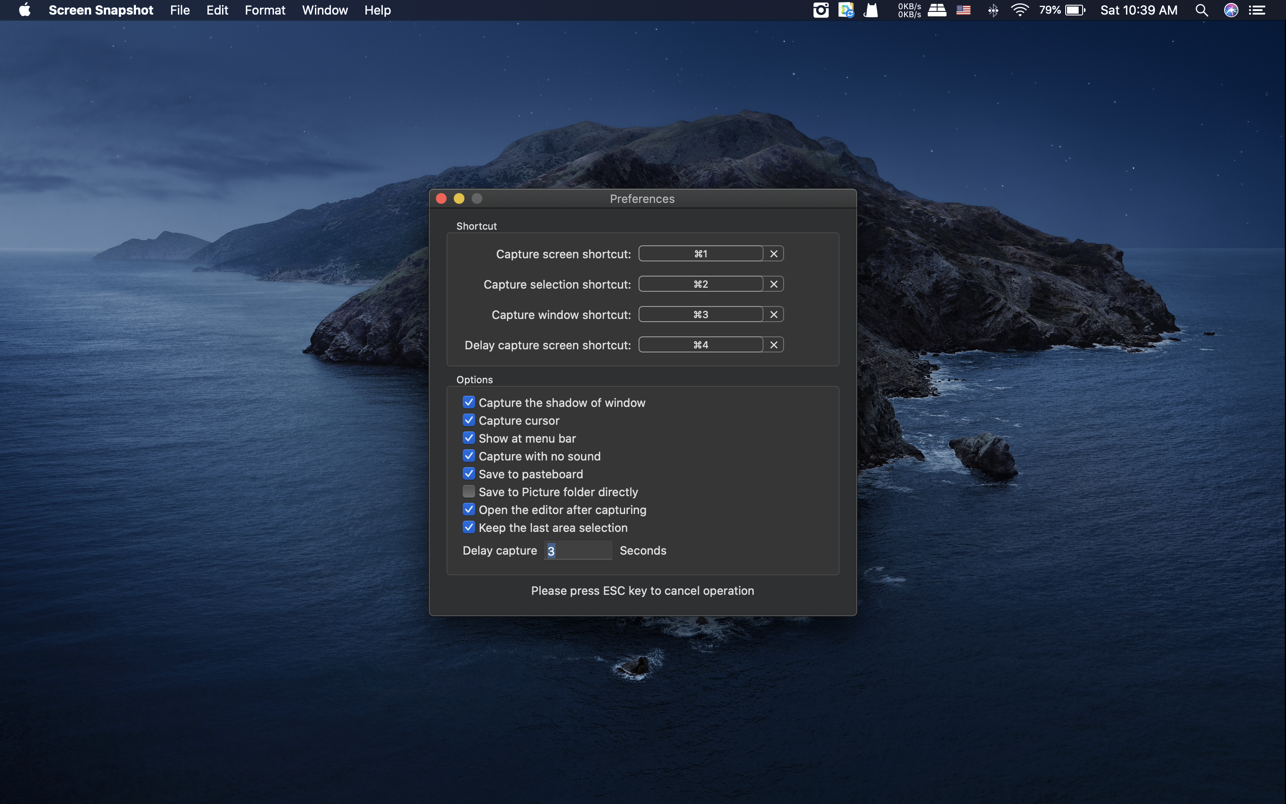 Screen Snapshot File Edit Format Window Help 0KB/s 0KB/s 79% Sat 10:39 AM
Preferences
Shortcut
Capture screen shortcut: ⌘1
Capture selection shortcut: ⌘2
Capture window shortcut: ⌘3
Delay capture screen shortcut: ⌘4
Options
Capture the shadow of window
Capture cursor
Show at menu bar
Capture with no sound
Save to pasteboard
Save to Picture folder directly
Open the editor after capturing
Keep the last area selection
Delay capture 3 Seconds
Please press ESC key to cancel operation